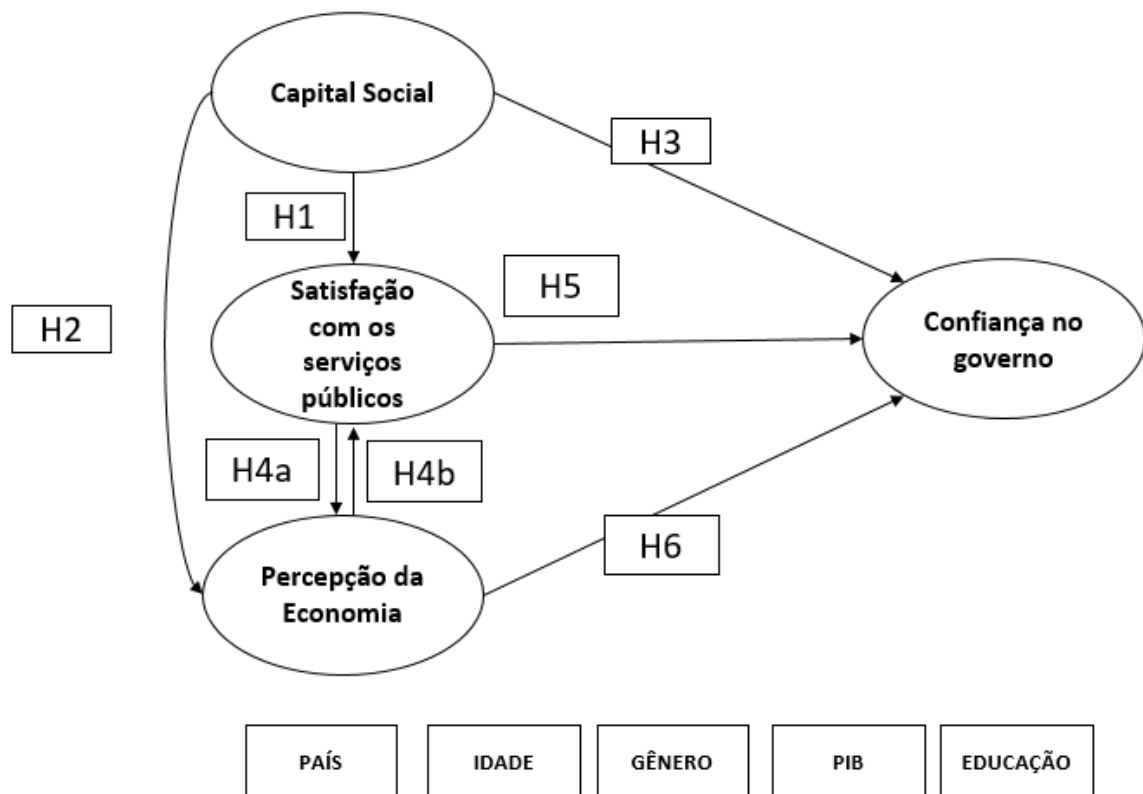 Capital Social
H3
H1
H5
Satisfação
com os
serviços
públicos
Confiança no
governo
H2
H4a
H4b
H6
Percepção da
Economia
PAÍS
IDADE
GÊNERO
PIB
EDUCAÇÃO